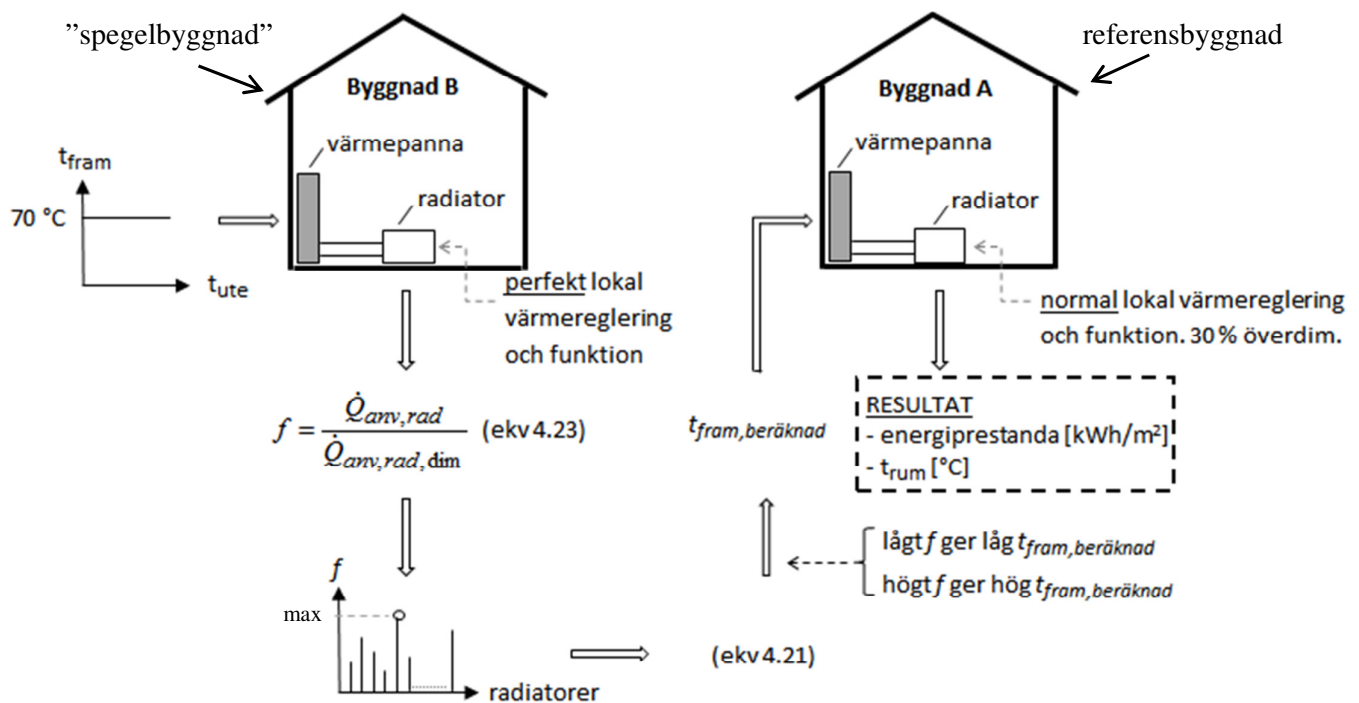 ”spegelbyggnad”
referensbyggnad
Byggnad B
Byggnad A
värmepanna
värmepanna
t_fram
radiator
radiator
70 °C
t_ute
perfekt lokal
värmereglering
och funktion
normal lokal värmereglering
och funktion. 30 % överdim.
f = Q̇_anv,rad / Q̇_anv,rad,dim (ekv 4.23)
t_fram,beräknad
RESULTAT
- energiprestanda [kWh/m²]
- t_rum [°C]
lågt f ger låg t_fram,beräknad
högt f ger hög t_fram,beräknad
f
max
radiatorer
(ekv 4.21)